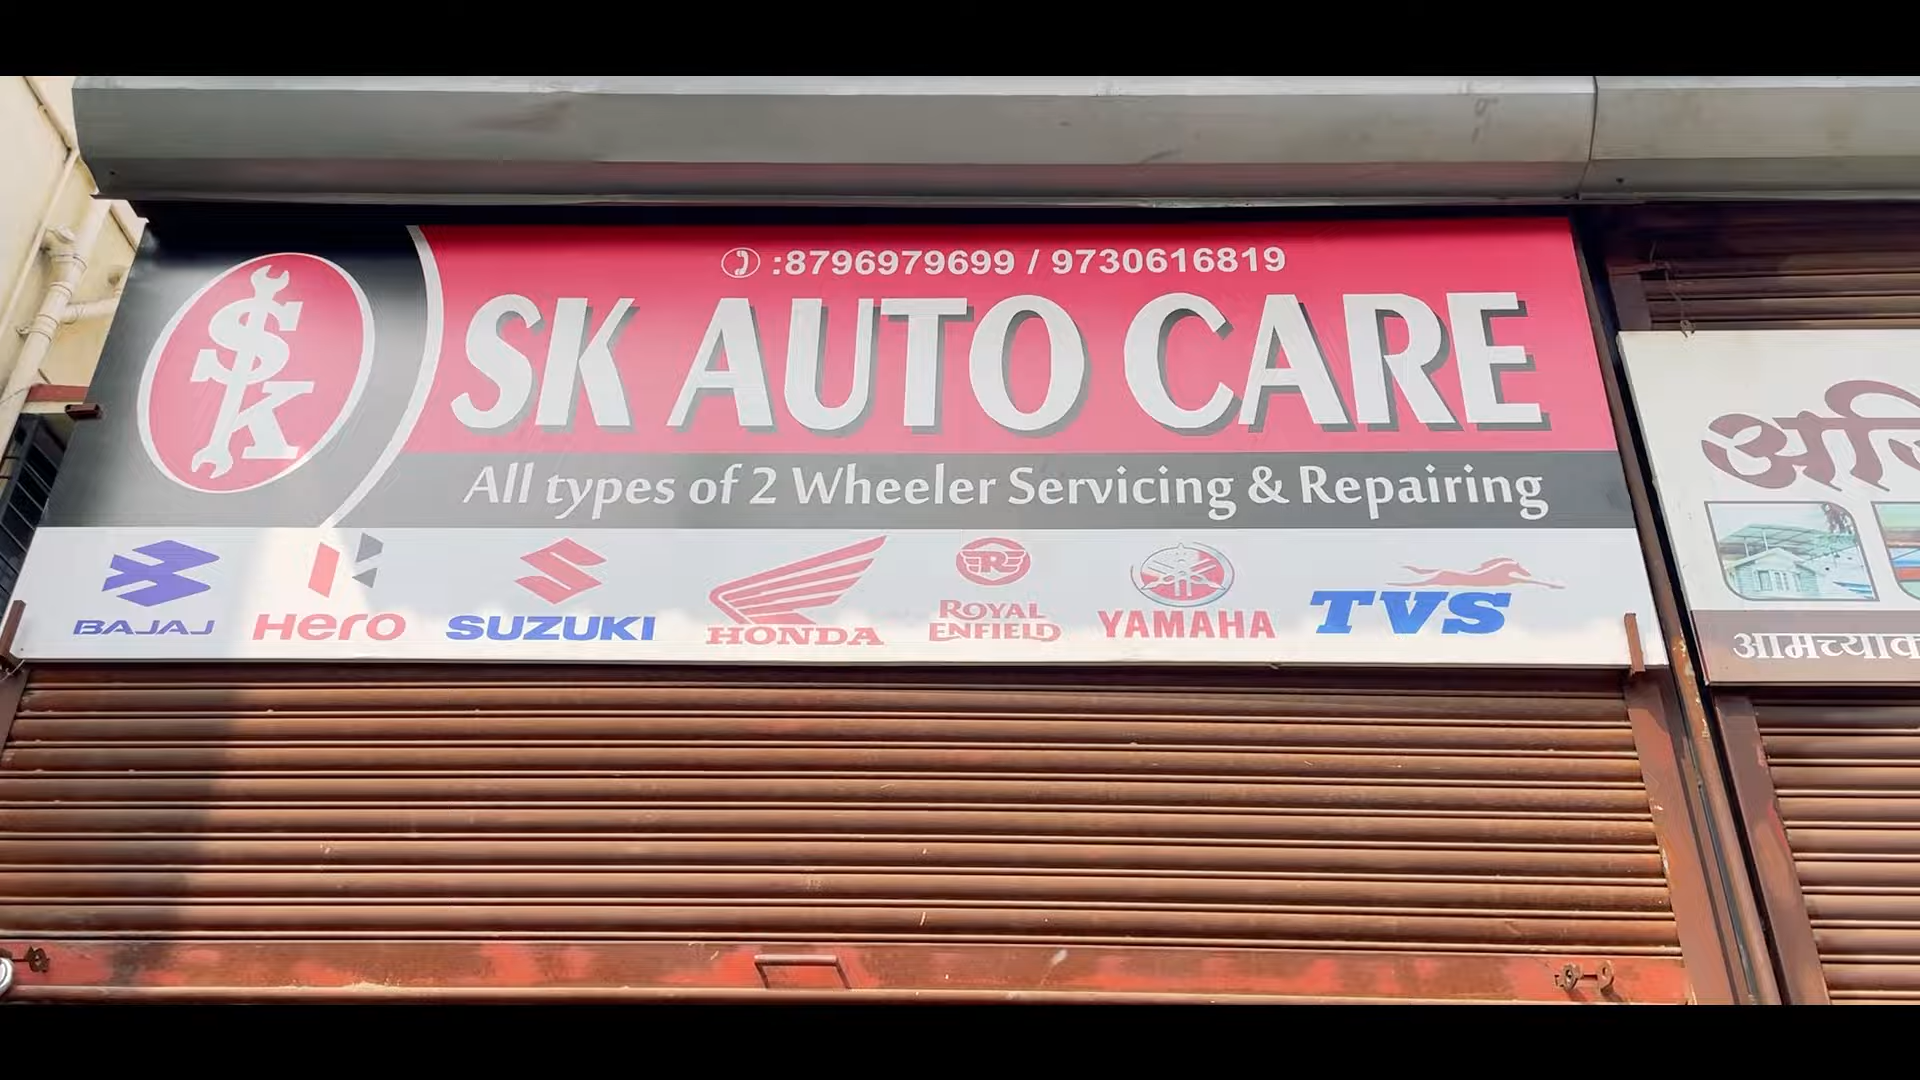 :8796979699 / 9730616819
SK
SK AUTO CARE
All types of 2 Wheeler Servicing & Repairing
BAJAJ
Hero
SUZUKI
HONDA
R
ROYAL
ENFIELD
YAMAHA
TVS